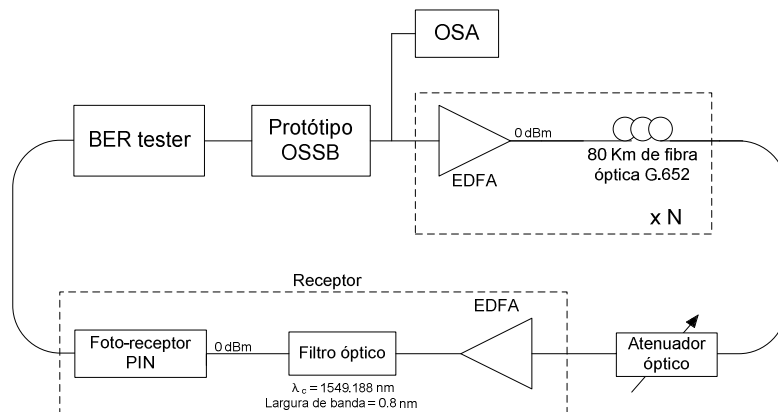 OSA
BER tester
Protótipo
OSSB
0 dBm
EDFA
80 Km de fibra
óptica G.652
x N
Receptor
EDFA
Foto-receptor
PIN
0 dBm
Filtro óptico
Atenuador
óptico
λ c = 1549.188 nm
Largura de banda = 0.8 nm